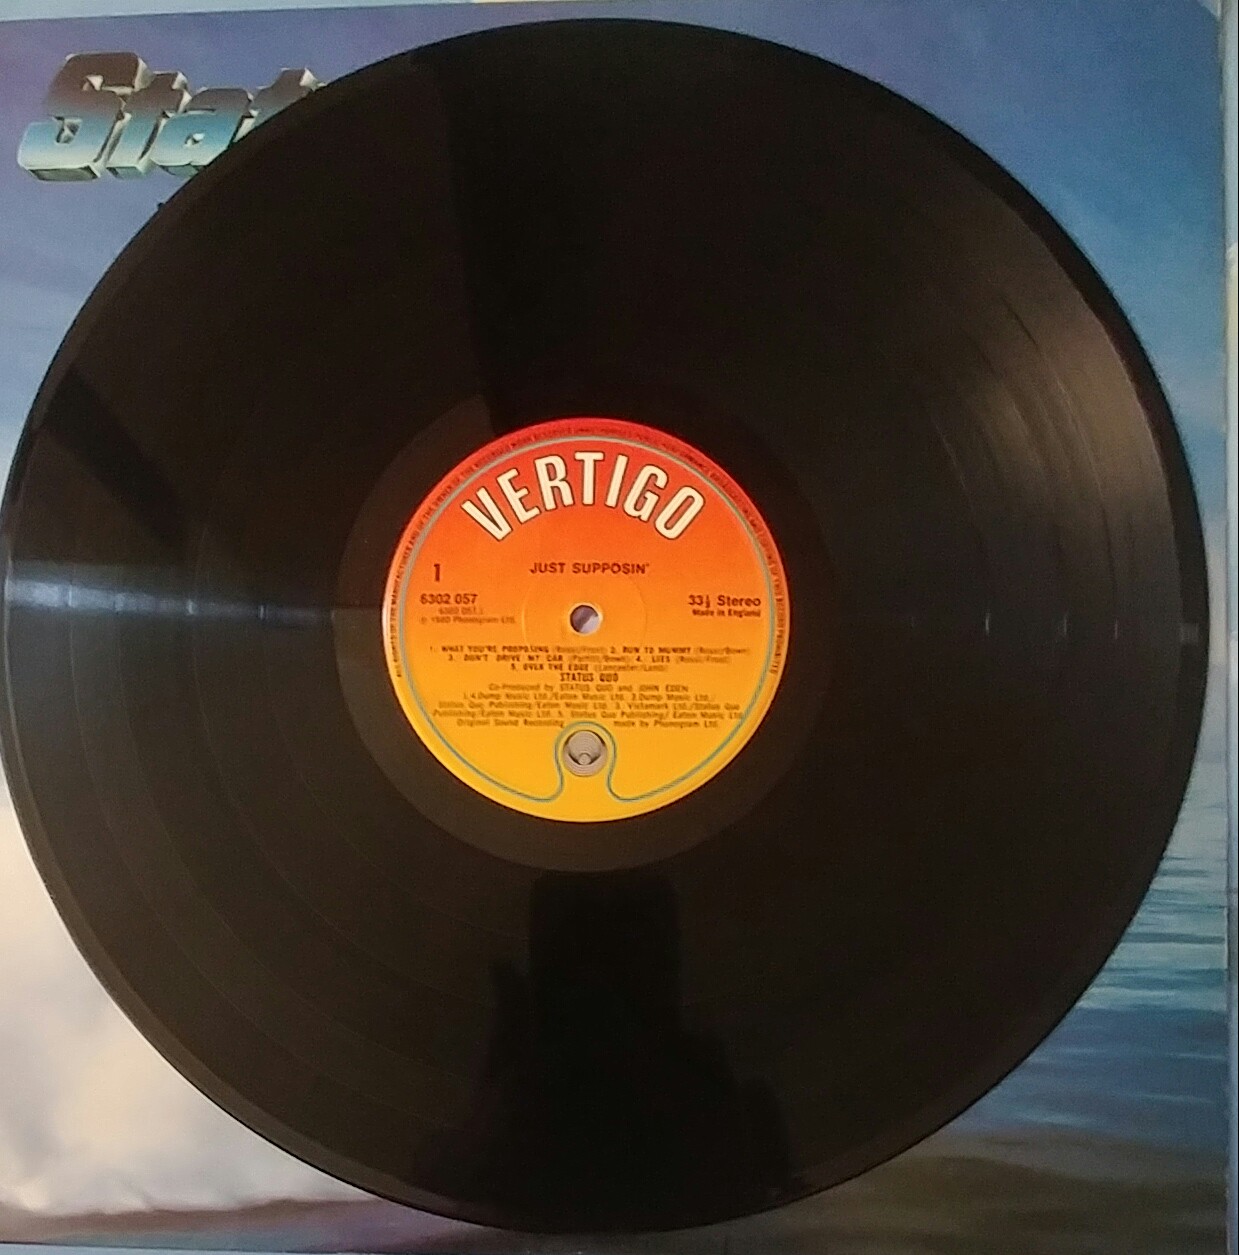 Stat
VERTIGO
JUST SUPPOSIN'
1
6302 057
6302 057.1
℗ 1980 Phonogram Ltd.
33⅓ Stereo
Made in England
1. WHAT YOU'RE PROPOSING (Rossi/Frost) 2. RUN TO MUMMY (Rossi/Bown)
3. DON'T DRIVE MY CAR (Parfitt/Bown) 4. LIES (Rossi/Frost)
5. OVER THE EDGE (Lancaster/Lamb)
STATUS QUO
Co-Produced by STATUS QUO and JOHN EDEN
1.4.Dump Music Ltd./Eaton Music Ltd. 2.Dump Music Ltd./
Status Quo Publishing/Eaton Music Ltd. 3. Vistamark Ltd./Status Quo
Publishing/Eaton Music Ltd. 5. Status Quo Publishing/ Eaton Music Ltd.
Original Sound Recording made by Phonogram Ltd.